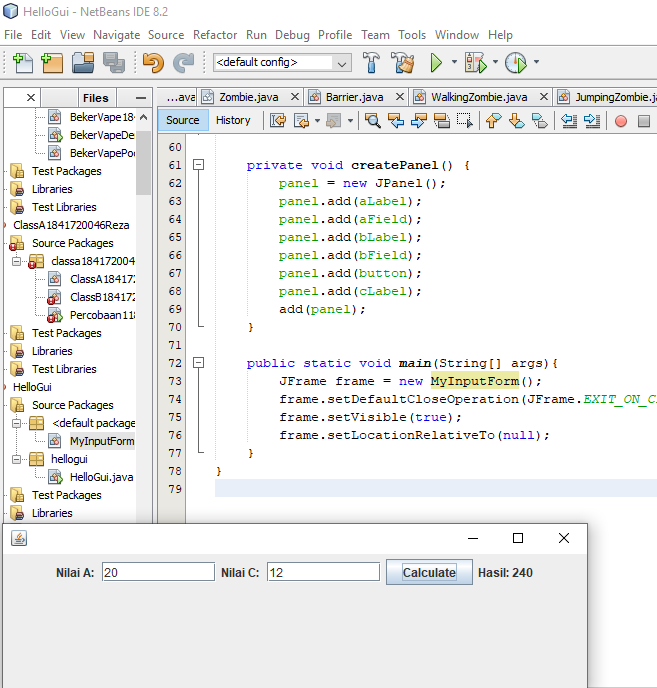 HelloGui - NetBeans IDE 8.2
File Edit View Navigate Source Refactor Run Debug Profile Team Tools Window Help
<default config>
Files
...ava Zombie.java Barrier.java WalkingZombie.java JumpingZombie.ja
Source History
BekerVape184
BekerVapeDe
BekerVapePod
Test Packages
Libraries
Test Libraries
ClassA1841720046Reza
Source Packages
classa184172004
ClassA184172
ClassB184172
Percobaan118
Test Packages
Libraries
Test Libraries
HelloGui
Source Packages
<default package
MyInputForm
hellogui
HelloGui.java
Test Packages
Libraries
60
61 private void createPanel() {
62 panel = new JPanel();
63 panel.add(aLabel);
64 panel.add(aField);
65 panel.add(bLabel);
66 panel.add(bField);
67 panel.add(button);
68 panel.add(cLabel);
69 add(panel);
70 }
71
72 public static void main(String[] args){
73 JFrame frame = new MyInputForm();
74 frame.setDefaultCloseOperation(JFrame.EXIT_ON_C
75 frame.setVisible(true);
76 frame.setLocationRelativeTo(null);
77 }
78 }
79
Nilai A: 20 Nilai C: 12 Calculate Hasil: 240